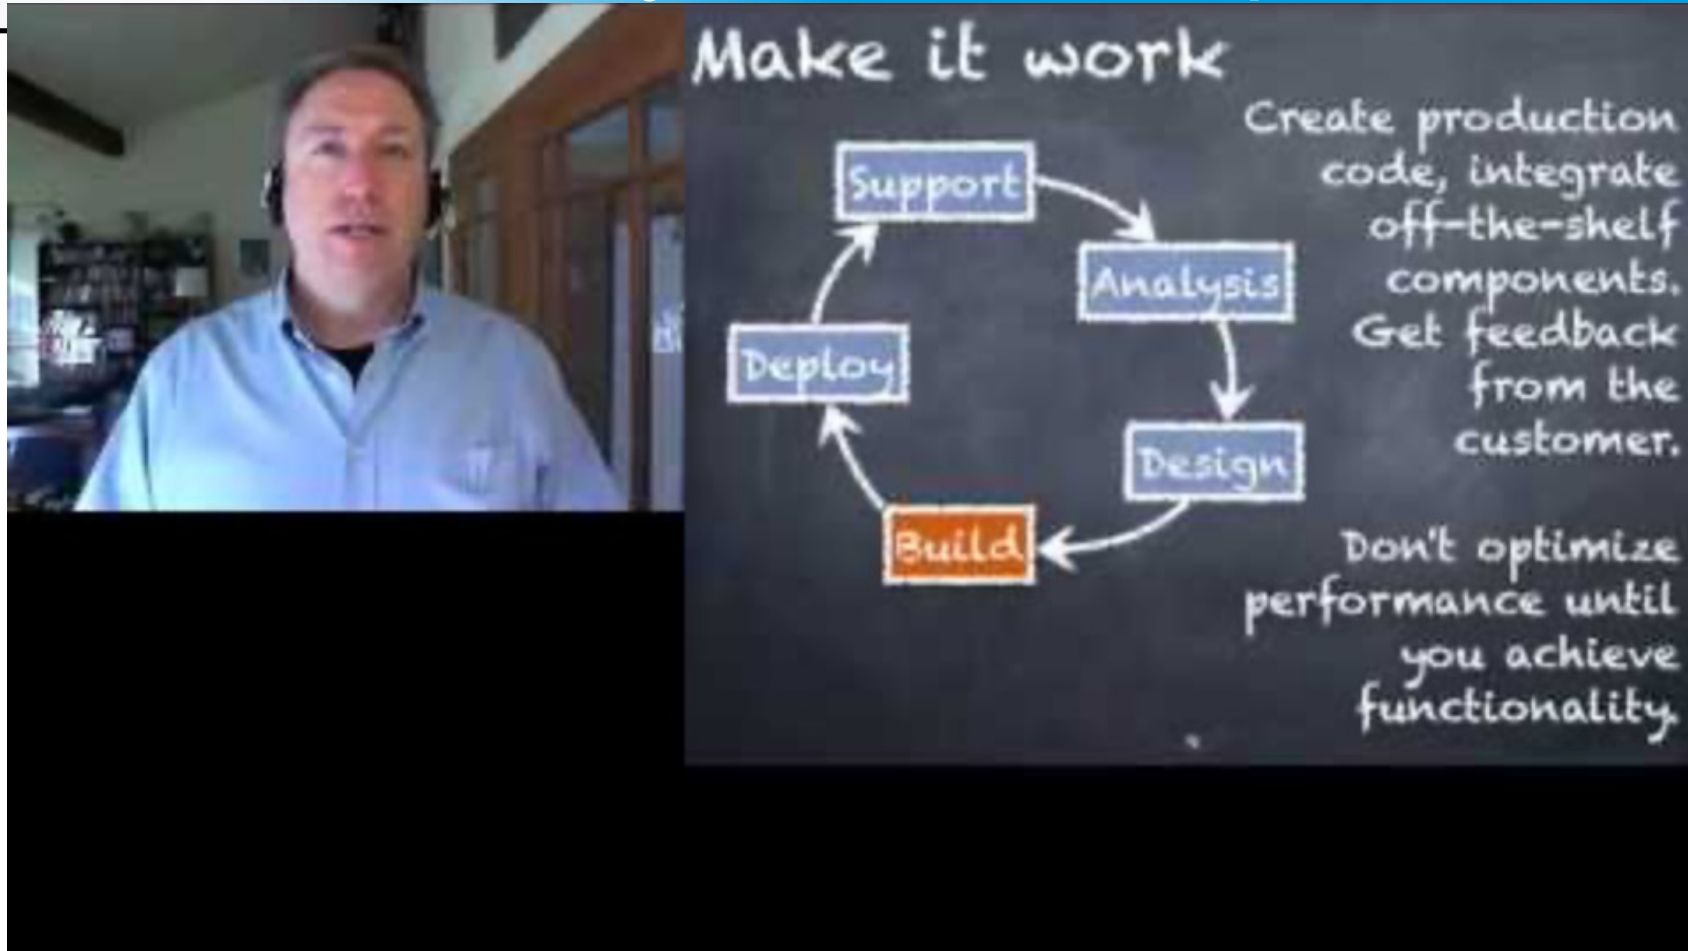 Make it work
Support
Analysis
Design
Build
Deploy
Create production
code, integrate
off-the-shelf
components.
Get feedback
from the
customer.
Don't optimize
performance until
you achieve
functionality.